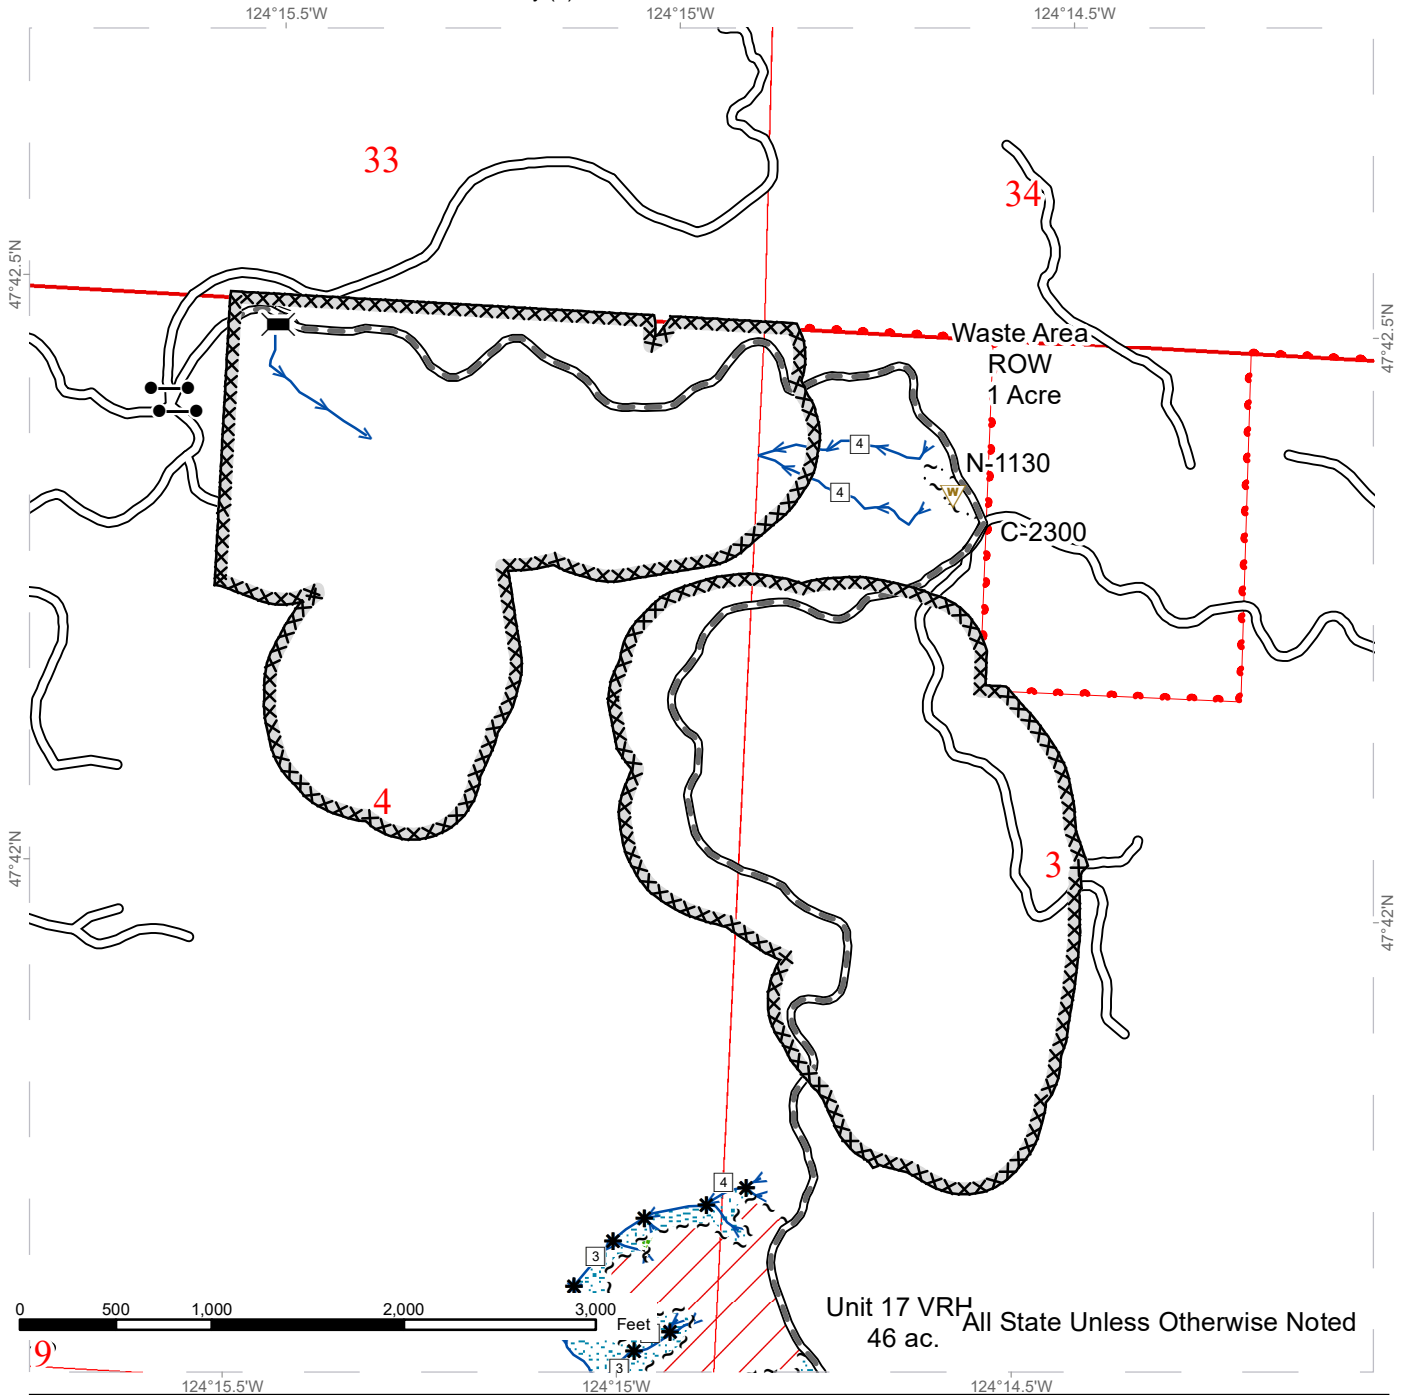 124°15.5'W
124°15'W
124°14.5'W
33
34
47°42.5'N
47°42.5'N
Waste Area
ROW
1 Acre
4
N-1130
4
W
C-2300
4
3
47°42'N
47°42'N
4
3
0
500
1,000
2,000
3,000
Feet
Unit 17 VRH
46 ac.
All State Unless Otherwise Noted
9
3
124°15.5'W
124°15'W
124°14.5'W